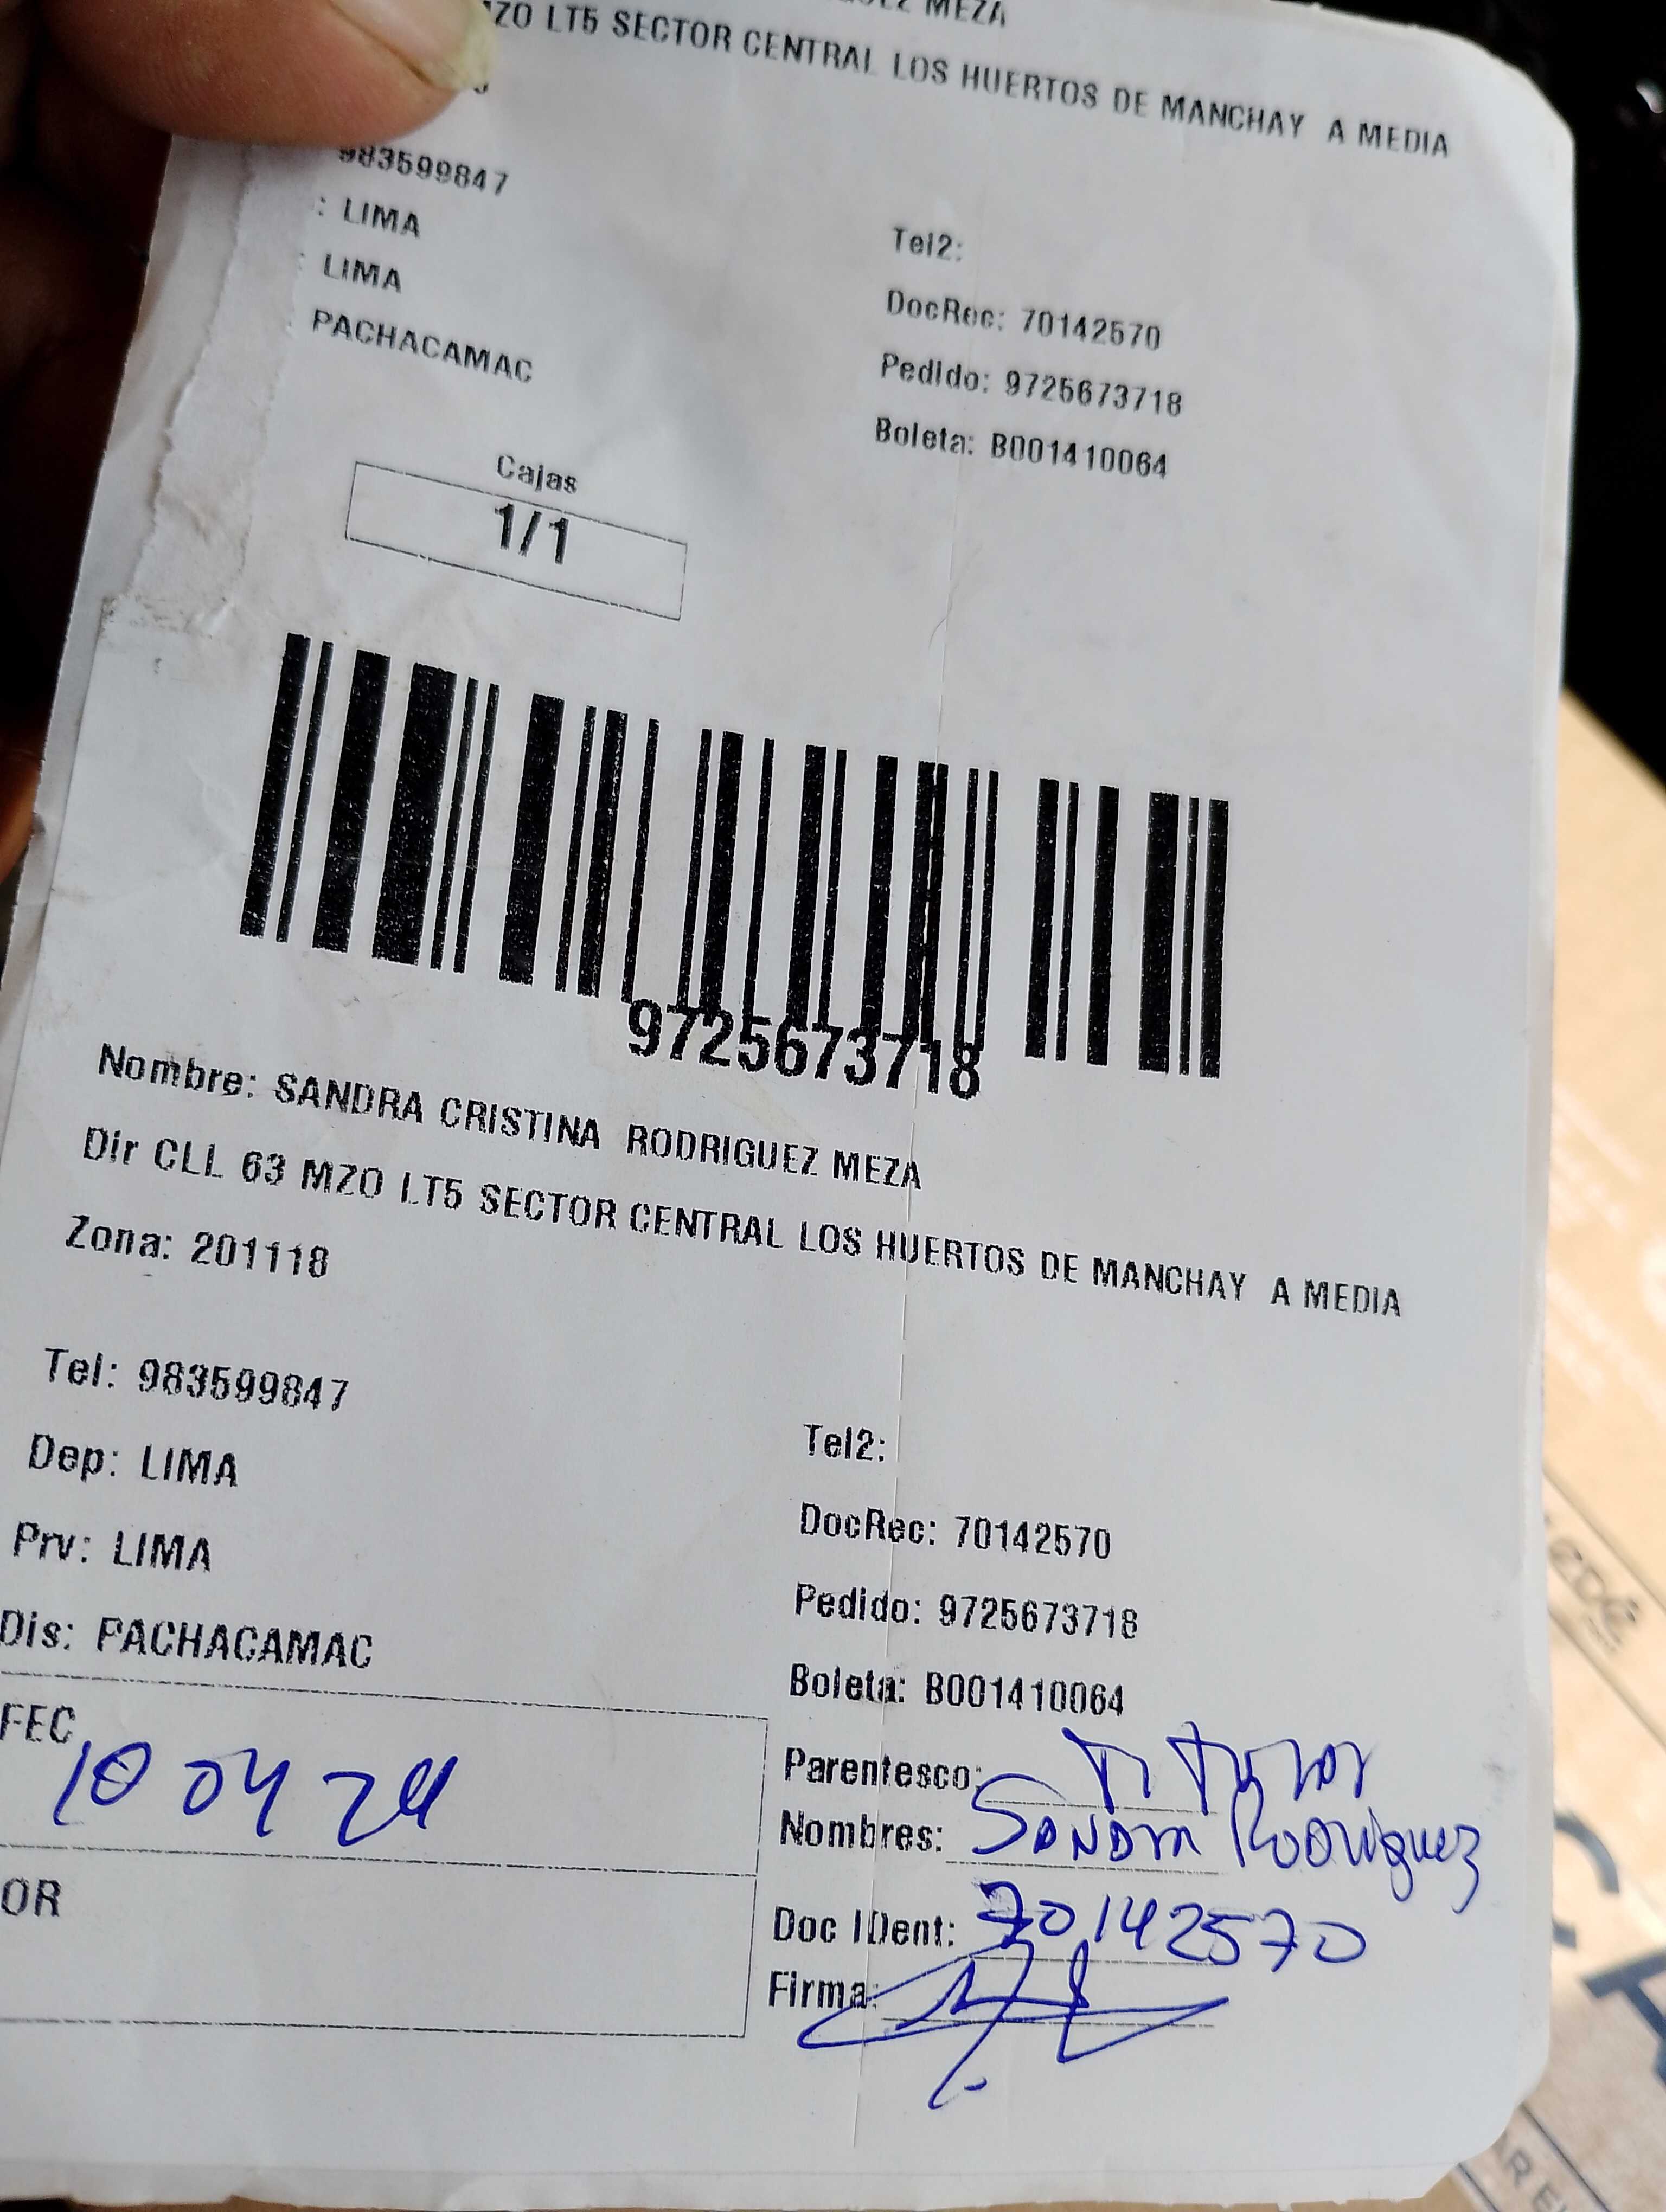 MEZA
LT5 SECTOR CENTRAL LOS HUERTOS DE MANCHAY A MEDIA
983599847
: LIMA
: LIMA
PACHACAMAC
Tel2:
DocRec: 70142570
Pedido: 9725673718
Boleta: B001410064
Cajas
1/1
9725673718
Nombre: SANDRA CRISTINA RODRIGUEZ MEZA
Dir CLL 63 MZO LT5 SECTOR CENTRAL LOS HUERTOS DE MANCHAY A MEDIA
Zona: 201118
Tel: 983599847
Dep: LIMA
Prv: LIMA
Dis: PACHACAMAC
Tel2:
DocRec: 70142570
Pedido: 9725673718
Boleta: B001410064
FEC
10 04 24
OR
Parentesco: Titular
Nombres: Sandra Rodriguez
Doc IDent: 70142570
Firma: